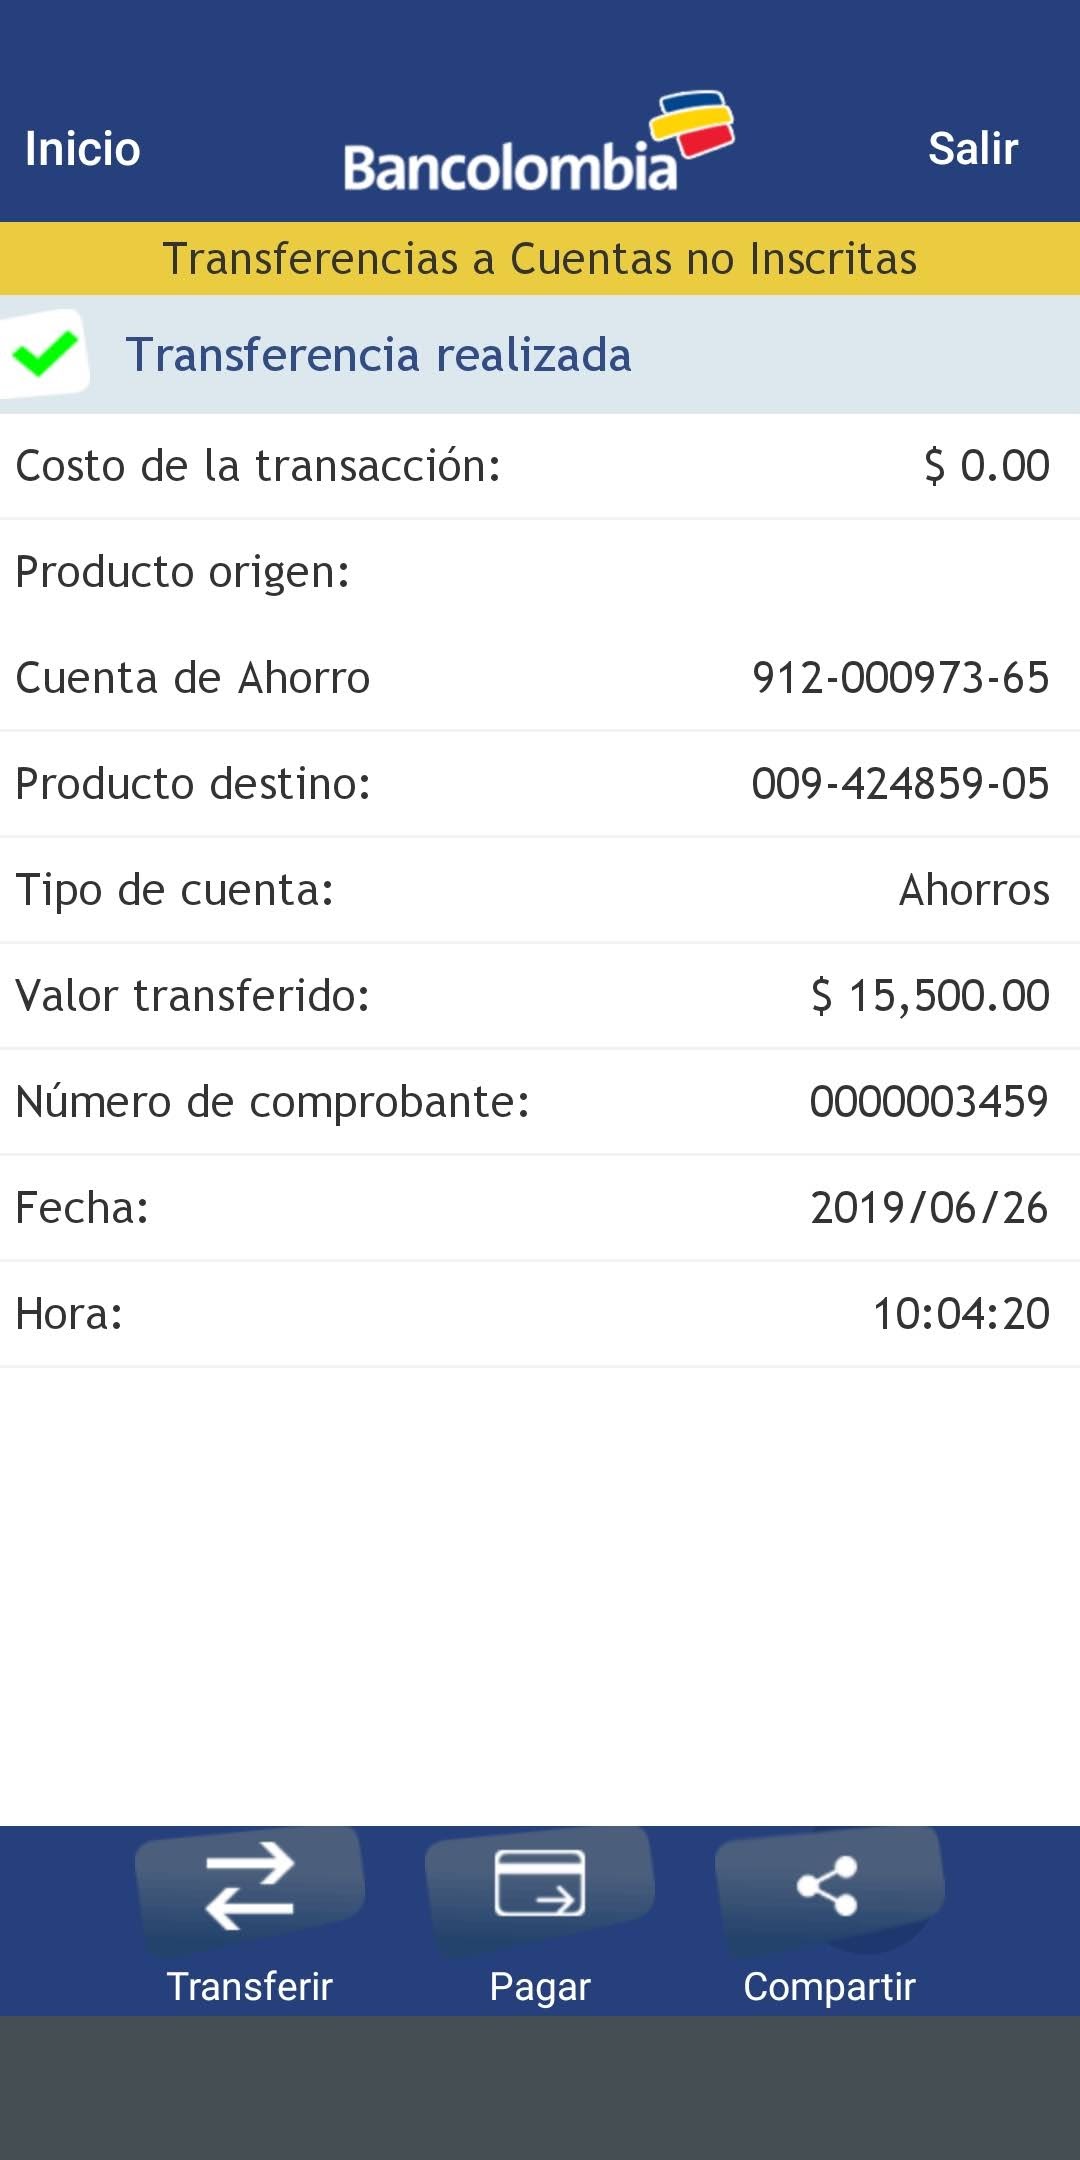 Inicio Bancolombia Salir
Transferencias a Cuentas no Inscritas
Transferencia realizada
Costo de la transacción: $ 0.00
Producto origen:
Cuenta de Ahorro 912-000973-65
Producto destino: 009-424859-05
Tipo de cuenta: Ahorros
Valor transferido: $ 15,500.00
Número de comprobante: 0000003459
Fecha: 2019/06/26
Hora: 10:04:20
Transferir Pagar Compartir